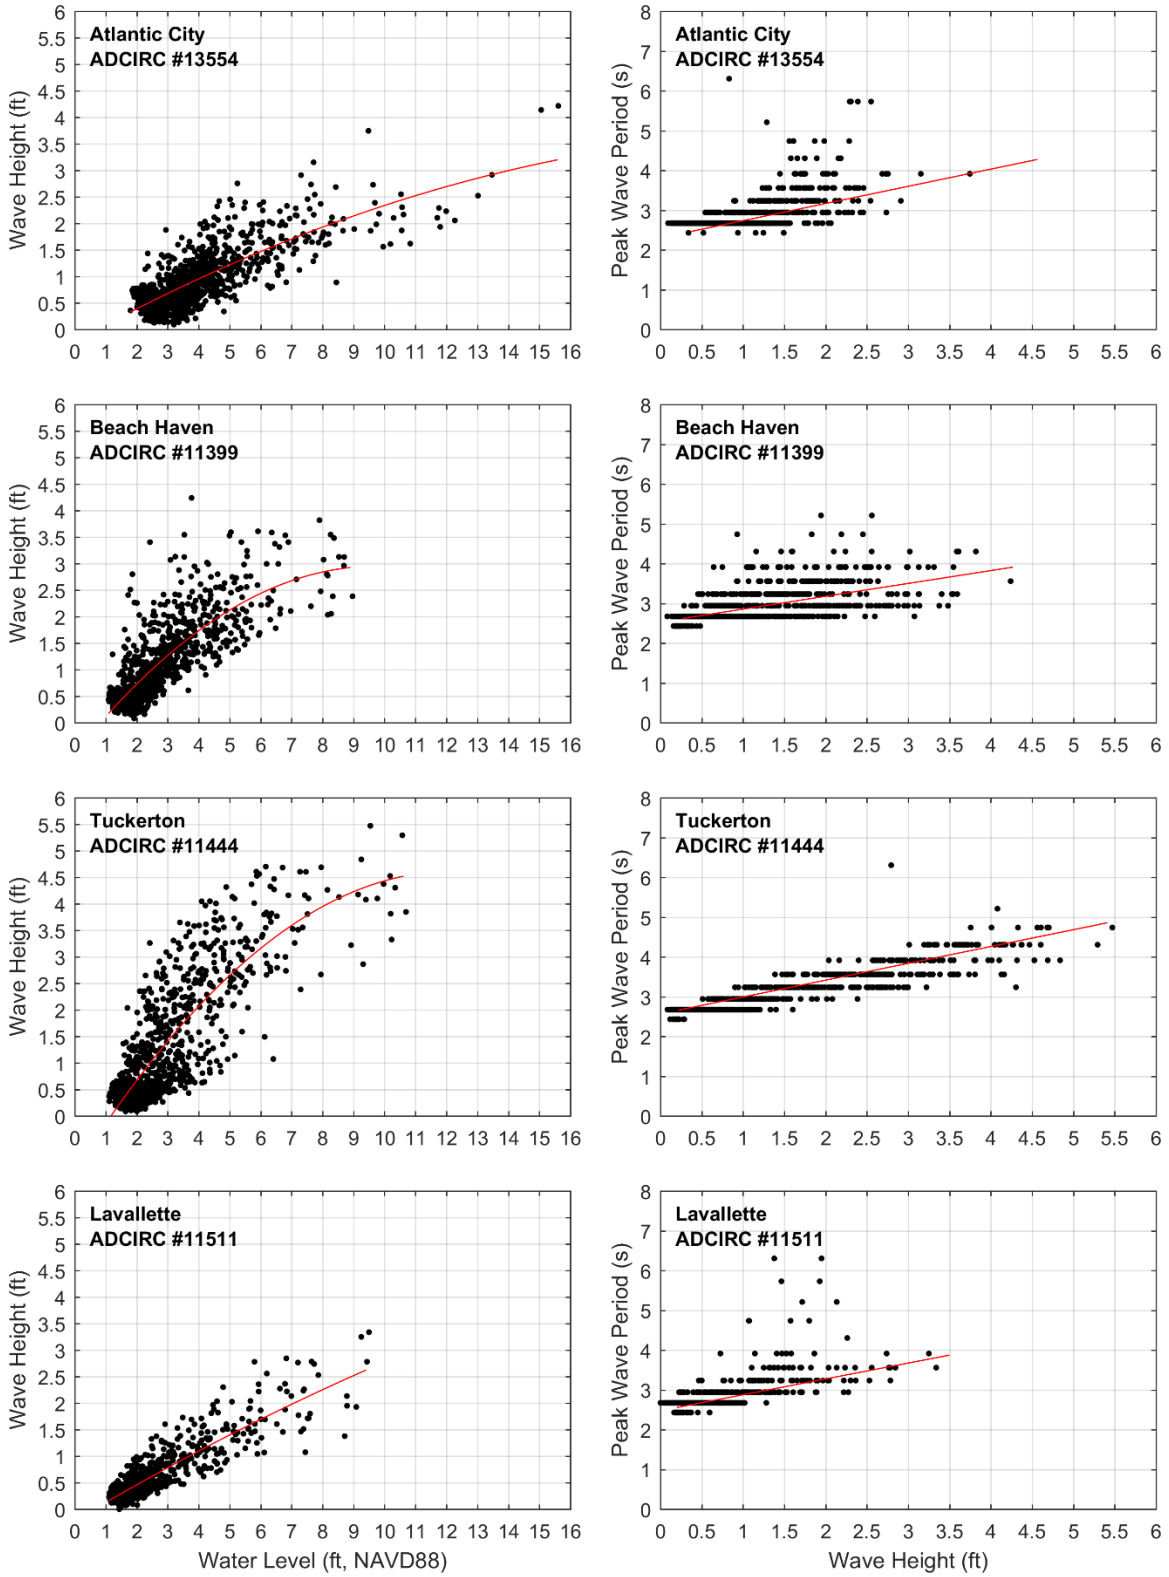 Atlantic City
ADCIRC #13554
Wave Height (ft)
6
5.5
5
4.5
4
3.5
3
2.5
2
1.5
1
0.5
0
0 1 2 3 4 5 6 7 8 9 10 11 12 13 14 15 16
Atlantic City
ADCIRC #13554
Peak Wave Period (s)
8
7
6
5
4
3
2
1
0
0.5 1 1.5 2 2.5 3 3.5 4 4.5 5 5.5 6
Beach Haven
ADCIRC #11399
Wave Height (ft)
6
5.5
5
4.5
4
3.5
3
2.5
2
1.5
1
0.5
0
0 1 2 3 4 5 6 7 8 9 10 11 12 13 14 15 16
Beach Haven
ADCIRC #11399
Peak Wave Period (s)
8
7
6
5
4
3
2
1
0
0.5 1 1.5 2 2.5 3 3.5 4 4.5 5 5.5 6
Tuckerton
ADCIRC #11444
Wave Height (ft)
6
5.5
5
4.5
4
3.5
3
2.5
2
1.5
1
0.5
0
0 1 2 3 4 5 6 7 8 9 10 11 12 13 14 15 16
Tuckerton
ADCIRC #11444
Peak Wave Period (s)
8
7
6
5
4
3
2
1
0
0.5 1 1.5 2 2.5 3 3.5 4 4.5 5 5.5 6
Lavallette
ADCIRC #11511
Wave Height (ft)
6
5.5
5
4.5
4
3.5
3
2.5
2
1.5
1
0.5
0
0 1 2 3 4 5 6 7 8 9 10 11 12 13 14 15 16
Water Level (ft, NAVD88)
Lavallette
ADCIRC #11511
Peak Wave Period (s)
8
7
6
5
4
3
2
1
0
0.5 1 1.5 2 2.5 3 3.5 4 4.5 5 5.5 6
Wave Height (ft)